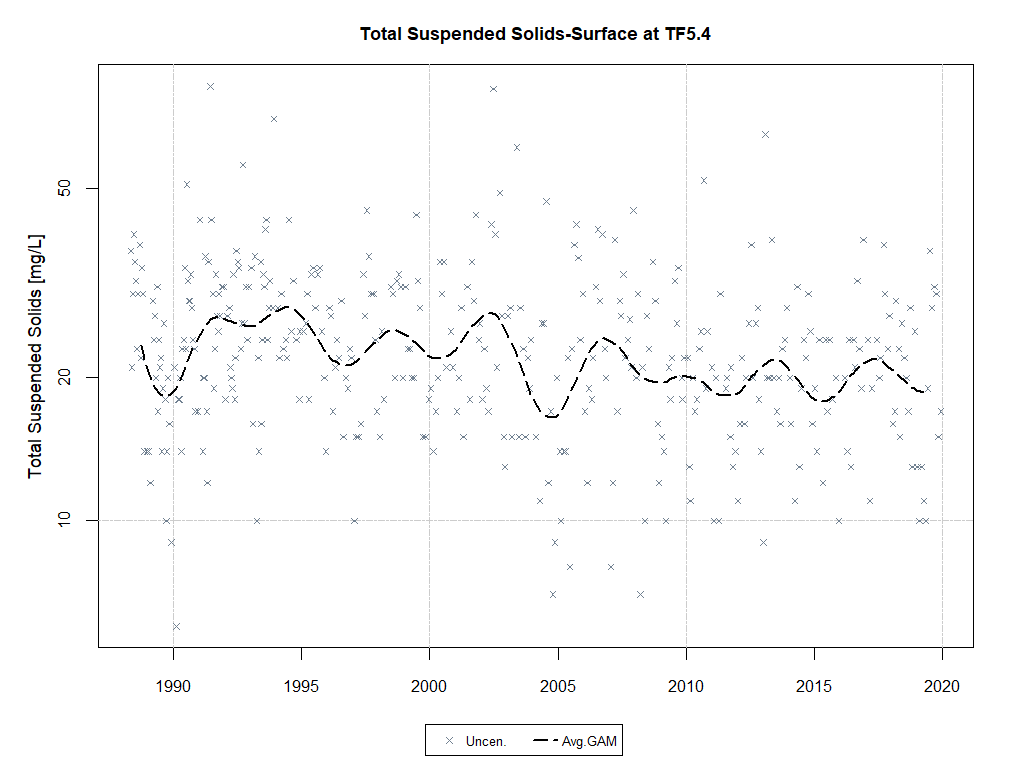 Total Suspended Solids-Surface at TF5.4
Total Suspended Solids [mg/L]
50
20
10
1990 1995 2000 2005 2010 2015 2020
Uncen. Avg.GAM